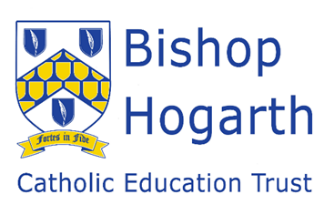 Bishop
Hogarth
Fortes in Fide
Catholic Education Trust